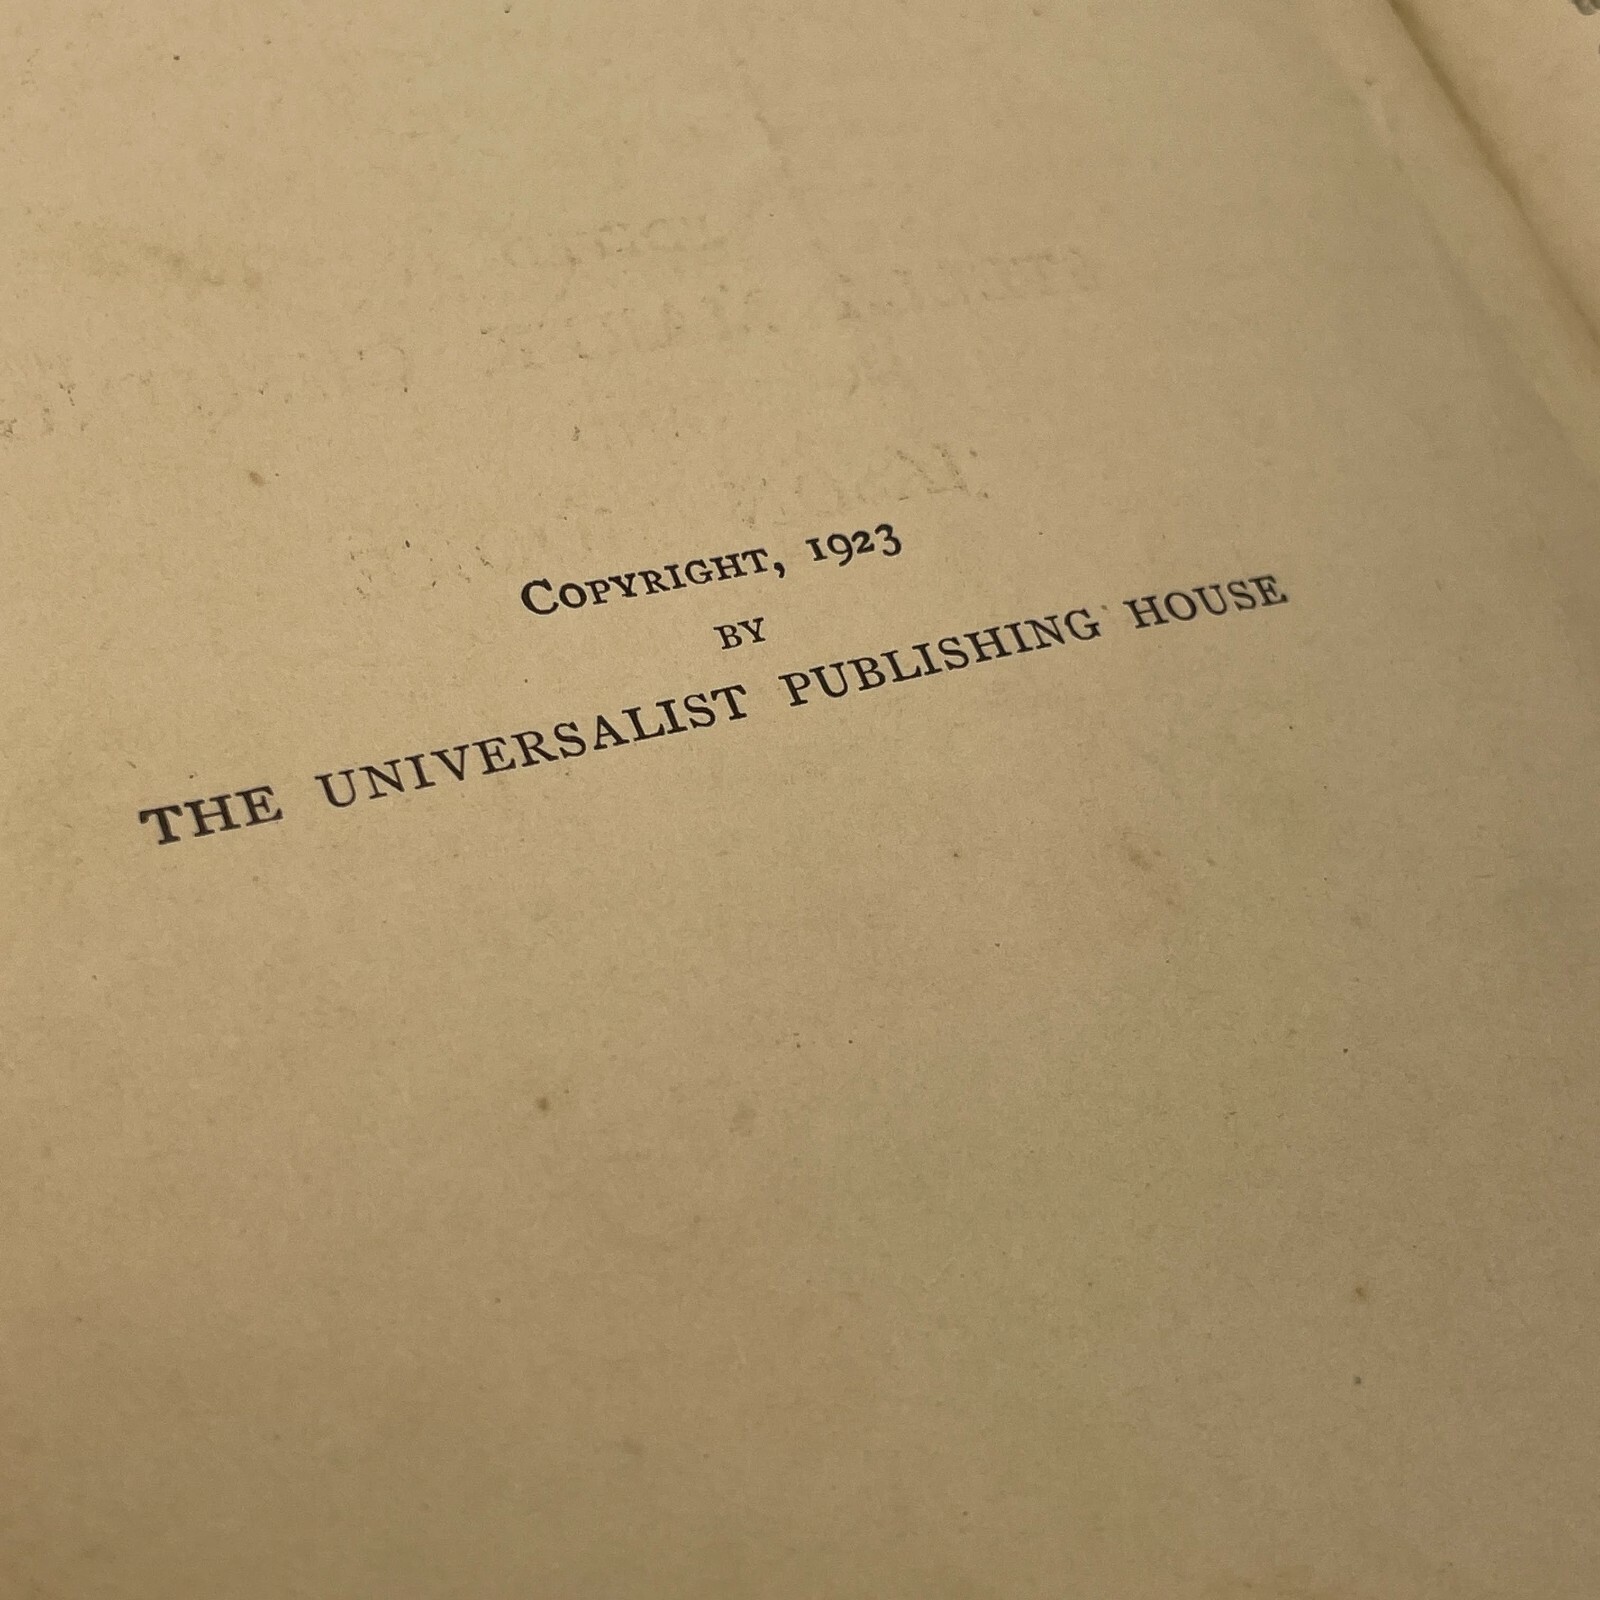 Copyright, 1923
BY
THE UNIVERSALIST PUBLISHING HOUSE